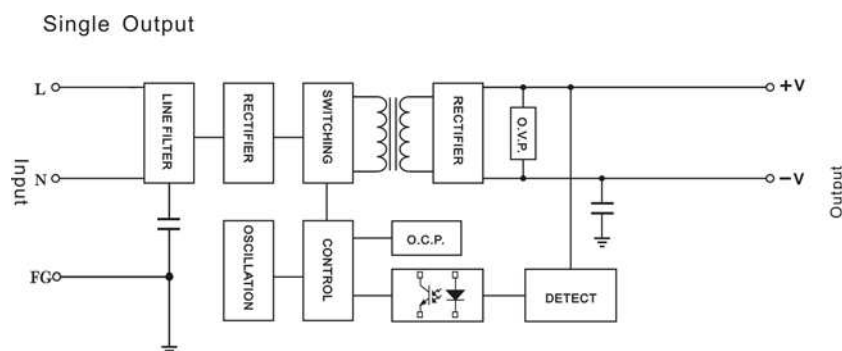 Single Output
L
LINE FILTER
RECTIFIER
SWITCHING
RECTIFIER
O.V.P.
+V
Input
N
−V
Output
FG
OSCILLATION
CONTROL
O.C.P.
DETECT